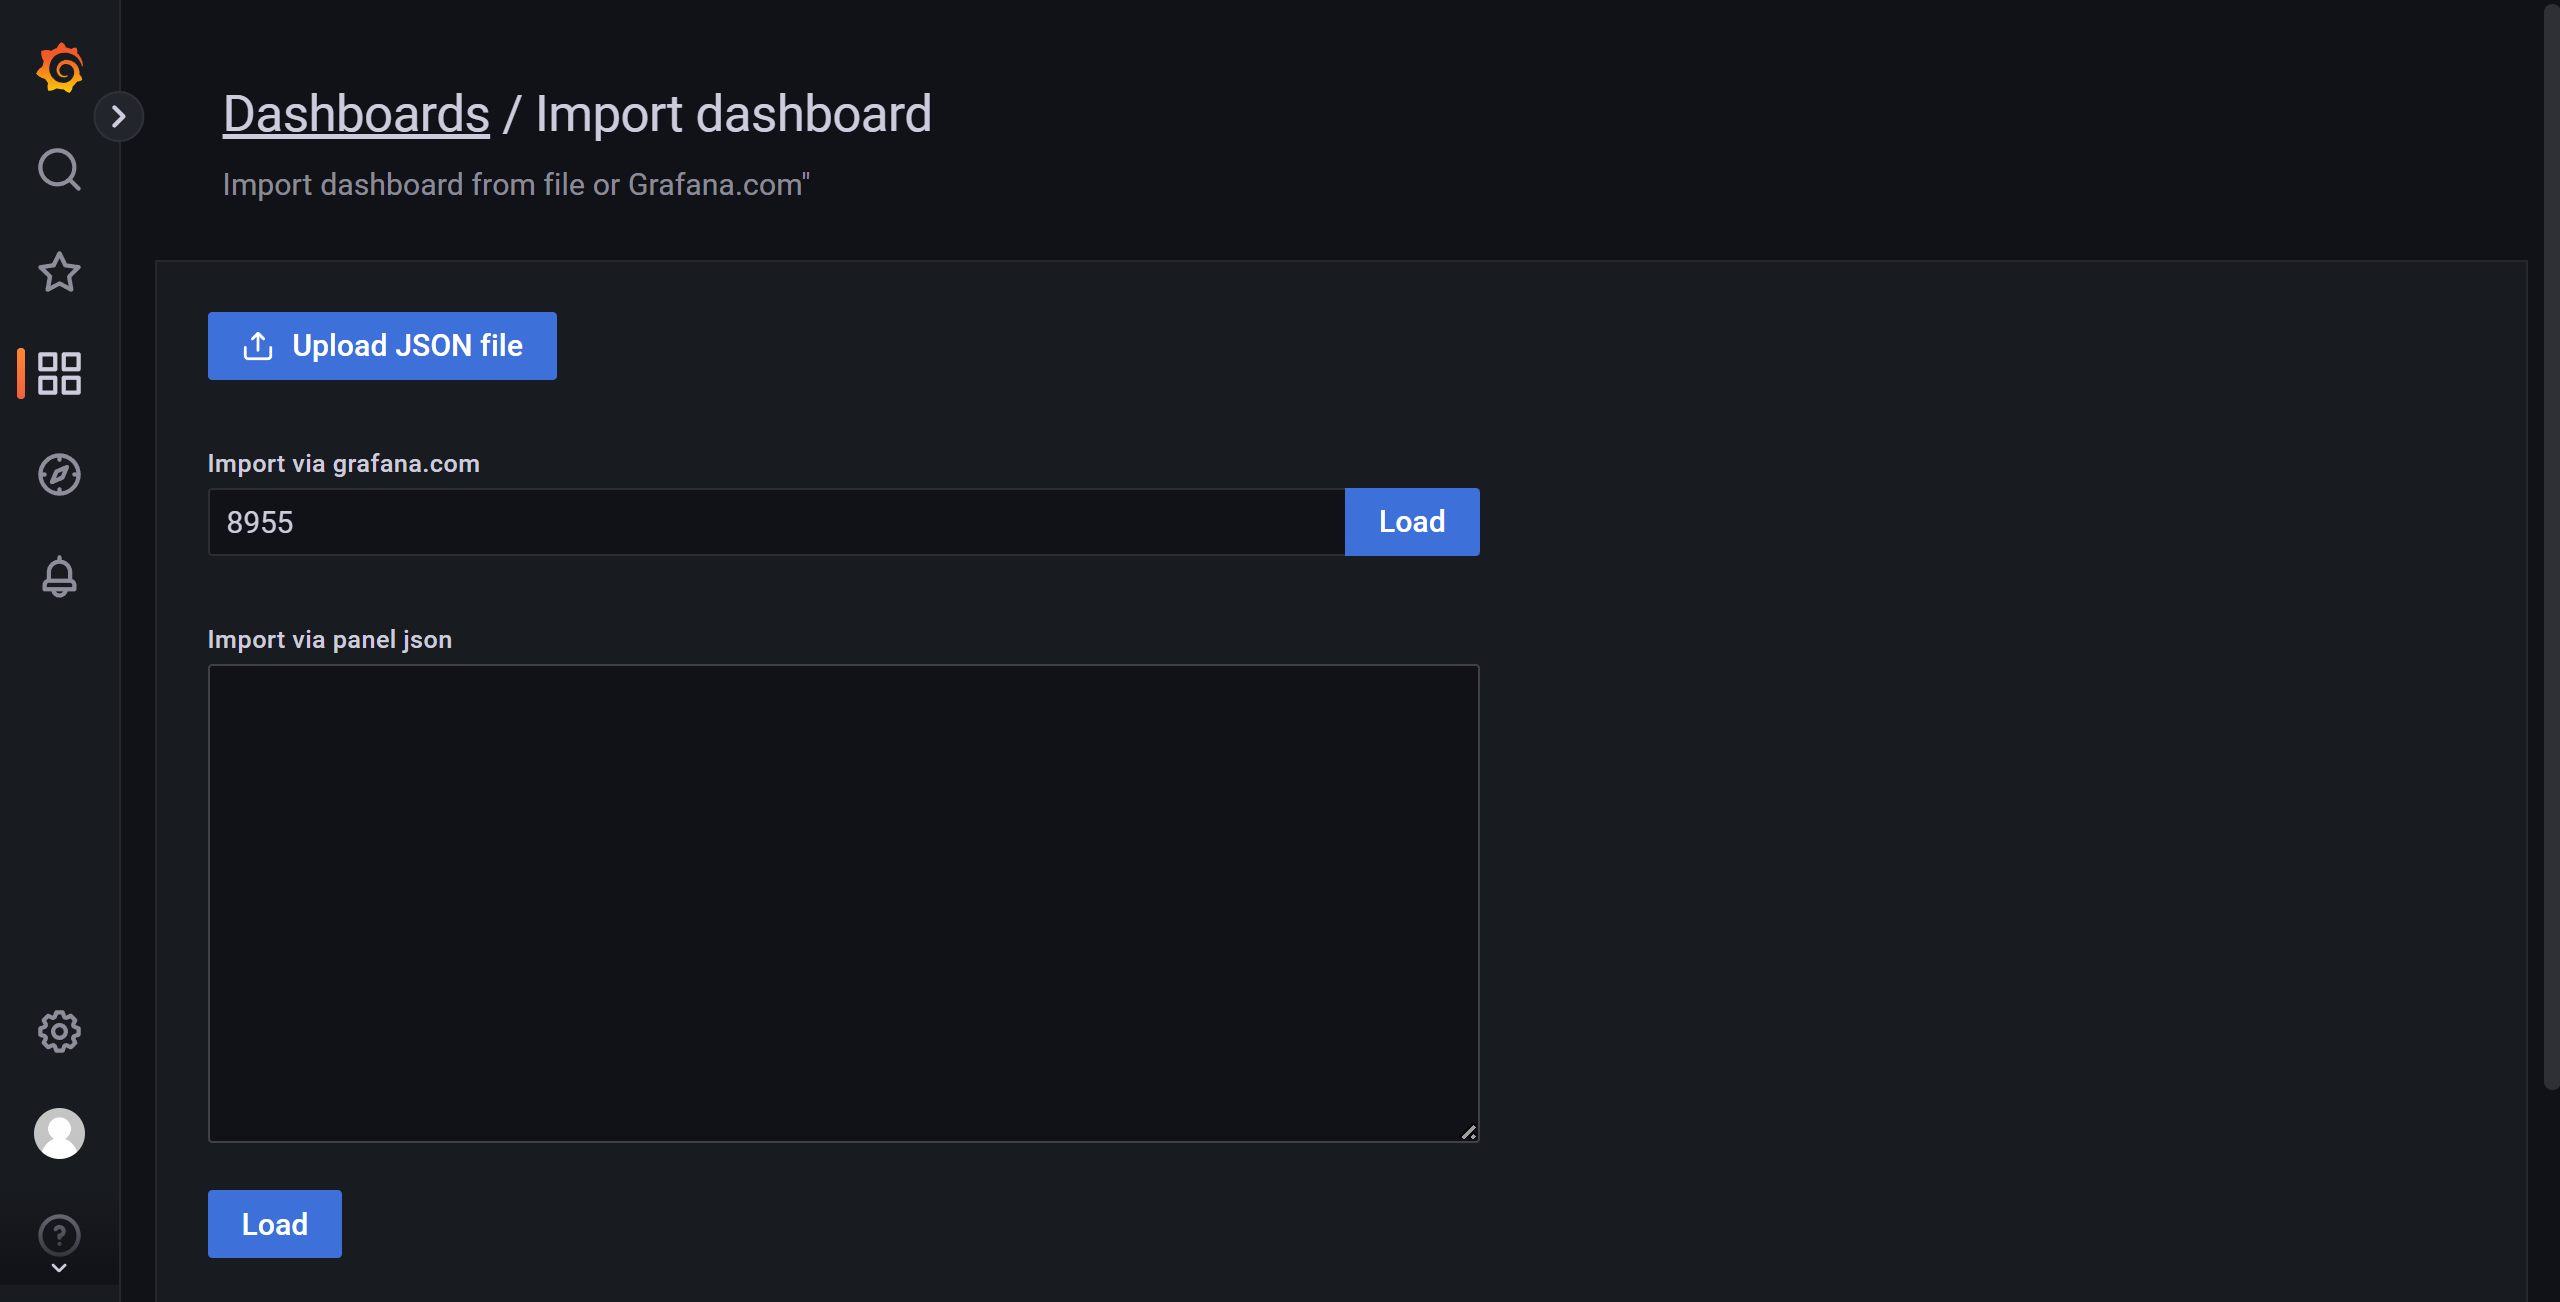 Dashboards / Import dashboard
Import dashboard from file or Grafana.com"
Upload JSON file
Import via grafana.com
8955
Load
Import via panel json
Load